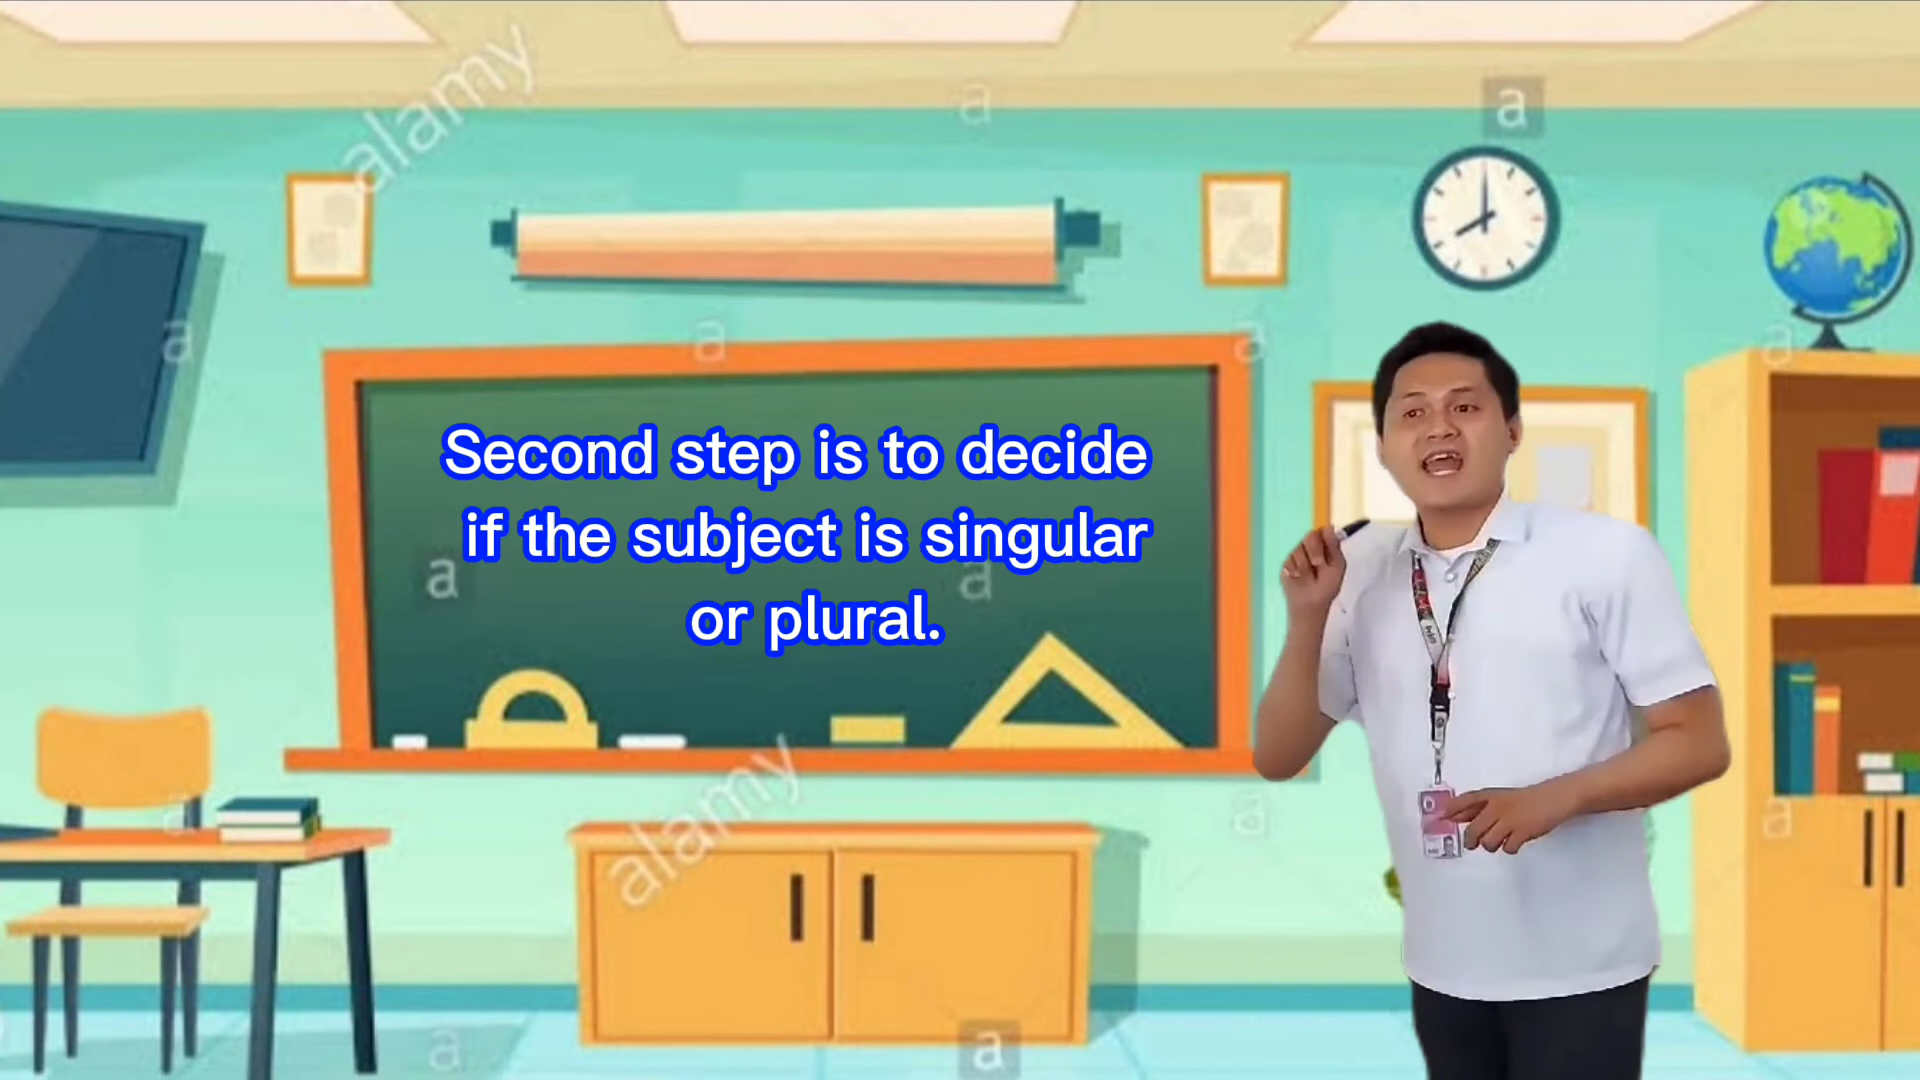 alamy
a
a
a
a
a
Second step is to decide
if the subject is singular
a
a
or plural.
alamy
a
a
a
a